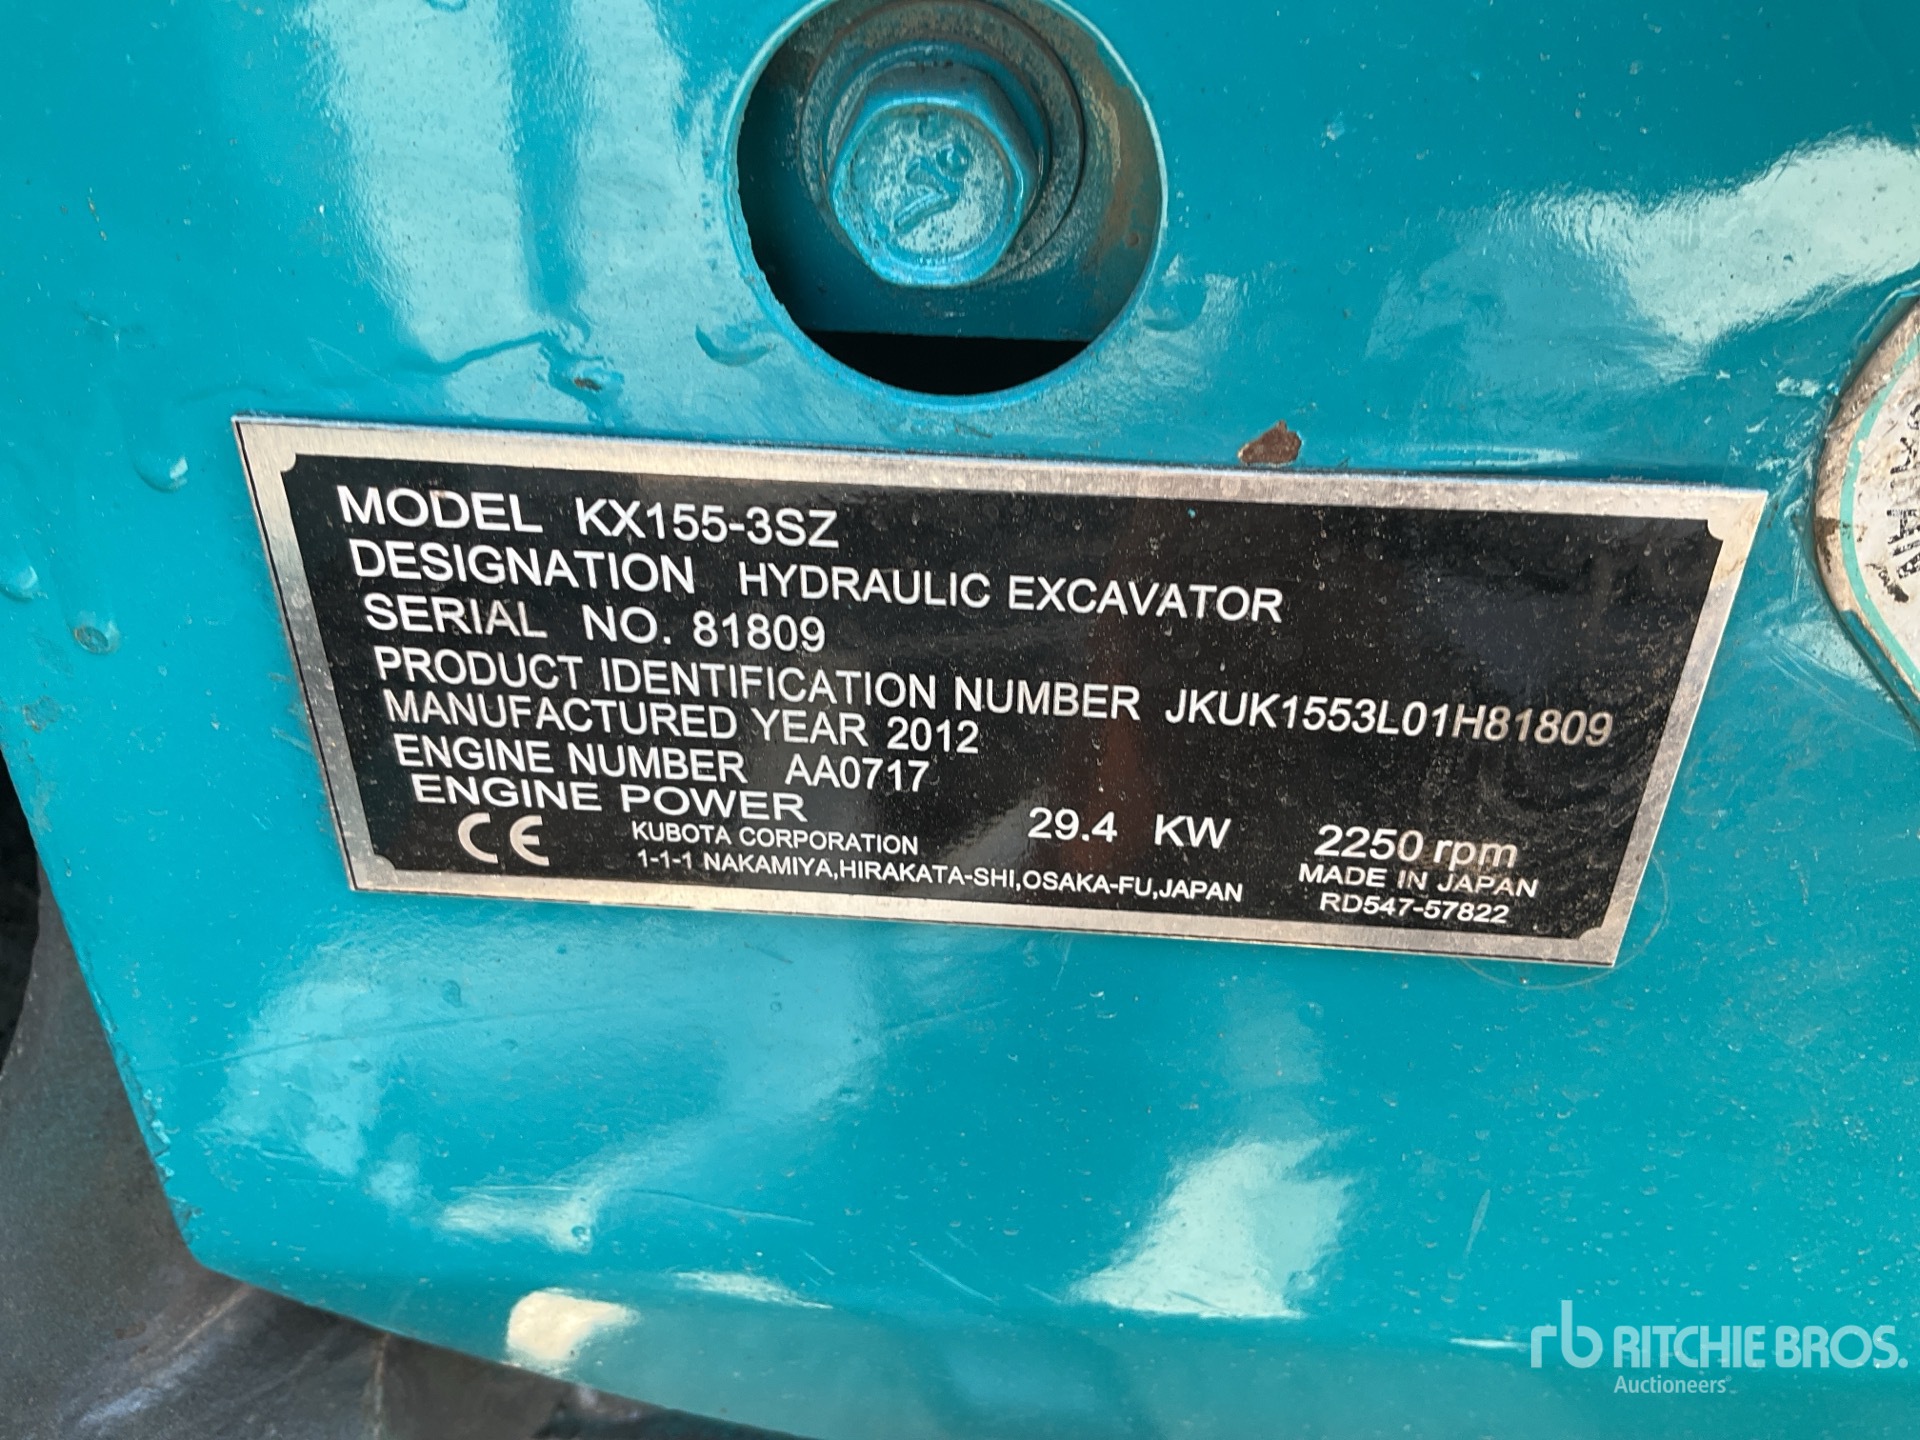 MODEL KX155-3SZ
DESIGNATION HYDRAULIC EXCAVATOR
SERIAL NO. 81809
PRODUCT IDENTIFICATION NUMBER JKUK1553L01H81809
MANUFACTURED YEAR 2012
ENGINE NUMBER AA0717
ENGINE POWER 29.4 KW 2250 rpm
CE KUBOTA CORPORATION MADE IN JAPAN
1-1-1 NAKAMIYA,HIRAKATA-SHI,OSAKA-FU,JAPAN RD547-57822
rb RITCHIE BROS.
Auctioneers